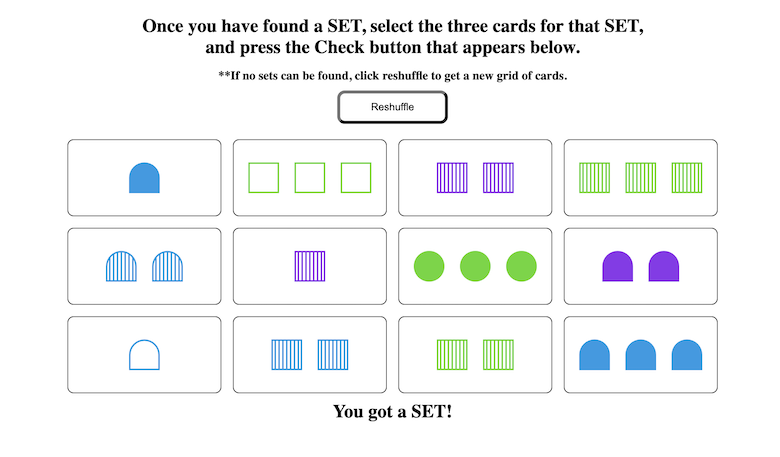 Once you have found a SET, select the three cards for that SET,
and press the Check button that appears below.
**If no sets can be found, click reshuffle to get a new grid of cards.
Reshuffle
You got a SET!